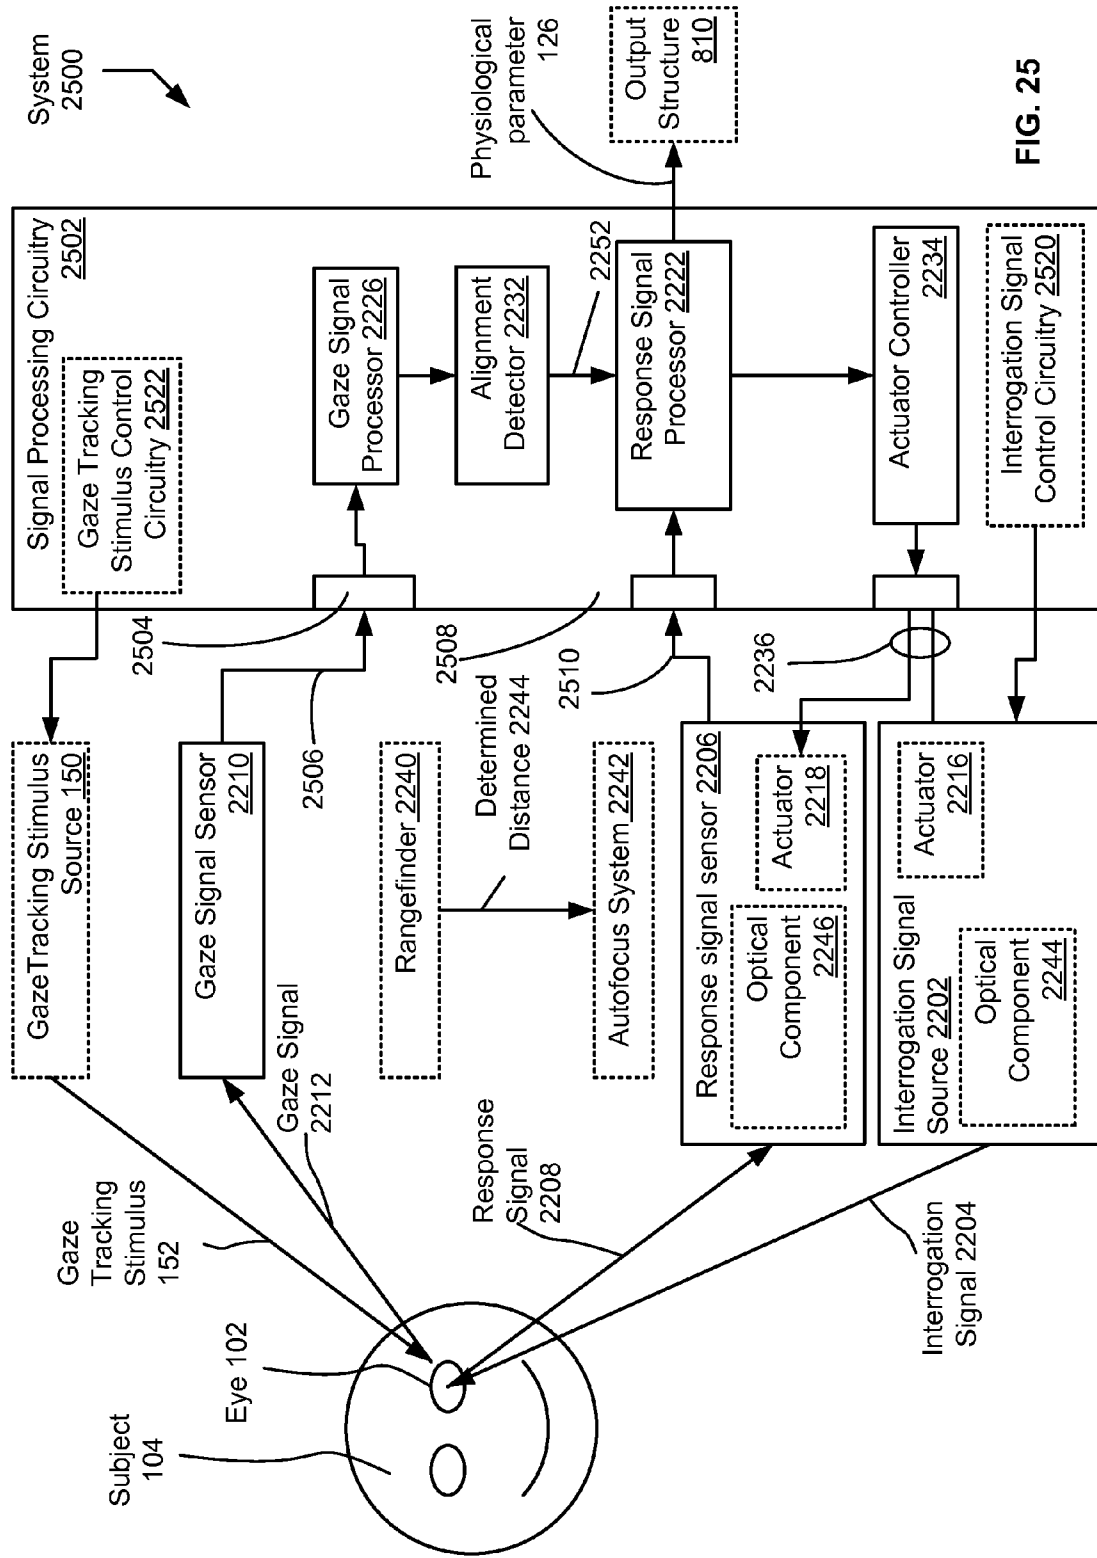 System
2500
Signal Processing Circuitry
2502
Gaze Tracking
Stimulus Control
Circuitry 2522
GazeTracking Stimulus
Source 150
Gaze
Tracking
Stimulus
152
2504
2506
Gaze Signal
Processor 2226
Gaze Signal Sensor
2210
Gaze Signal
2212
Alignment
Detector 2232
2252
Subject
104
Eye 102
Rangefinder 2240
Determined
Distance 2244
Autofocus System 2242
2508
2510
Response Signal
Processor 2222
Physiological
parameter
126
Output
Structure
810
Response
Signal
2208
Response signal sensor 2206
Optical
Component
2246
Actuator
2218
2236
Actuator Controller
2234
Interrogation Signal
Source 2202
Optical
Component
2244
Actuator
2216
Interrogation Signal
Control Circuitry 2520
Interrogation
Signal 2204
FIG. 25